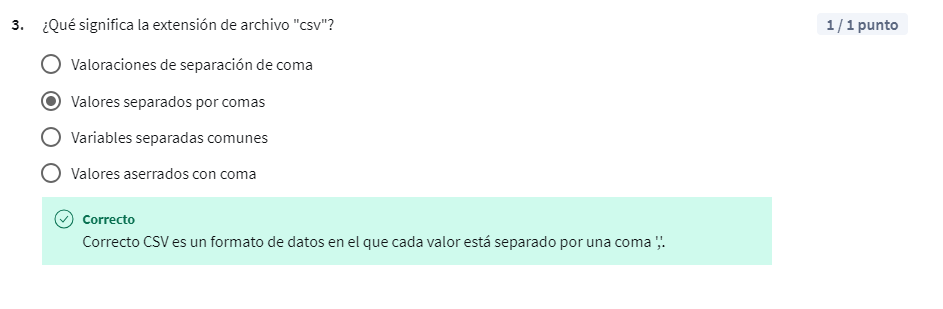 3. ¿Qué significa la extensión de archivo "csv"?
1 / 1 punto
Valoraciones de separación de coma
Valores separados por comas
Variables separadas comunes
Valores aserrados con coma
Correcto
Correcto CSV es un formato de datos en el que cada valor está separado por una coma ','.